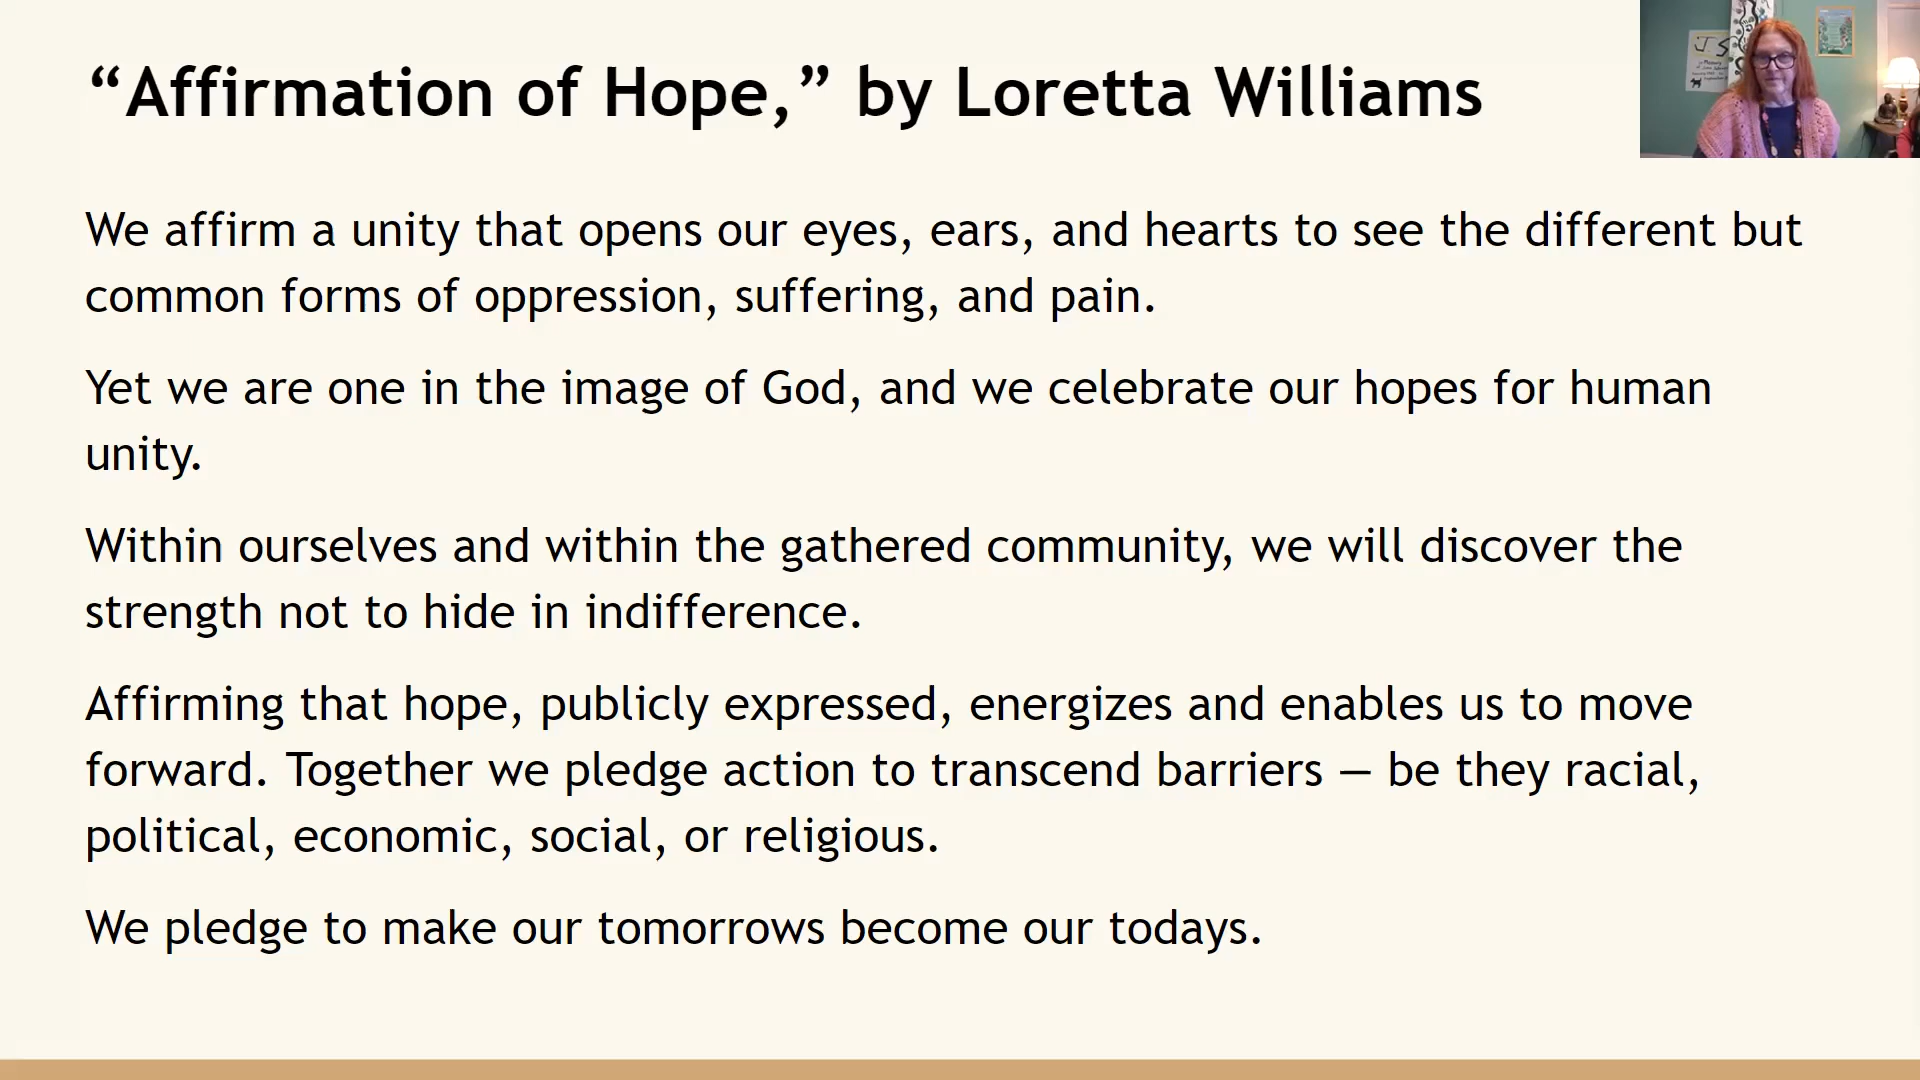 “Affirmation of Hope,” by Loretta Williams
We affirm a unity that opens our eyes, ears, and hearts to see the different but
common forms of oppression, suffering, and pain.
Yet we are one in the image of God, and we celebrate our hopes for human
unity.
Within ourselves and within the gathered community, we will discover the
strength not to hide in indifference.
Affirming that hope, publicly expressed, energizes and enables us to move
forward. Together we pledge action to transcend barriers — be they racial,
political, economic, social, or religious.
We pledge to make our tomorrows become our todays.